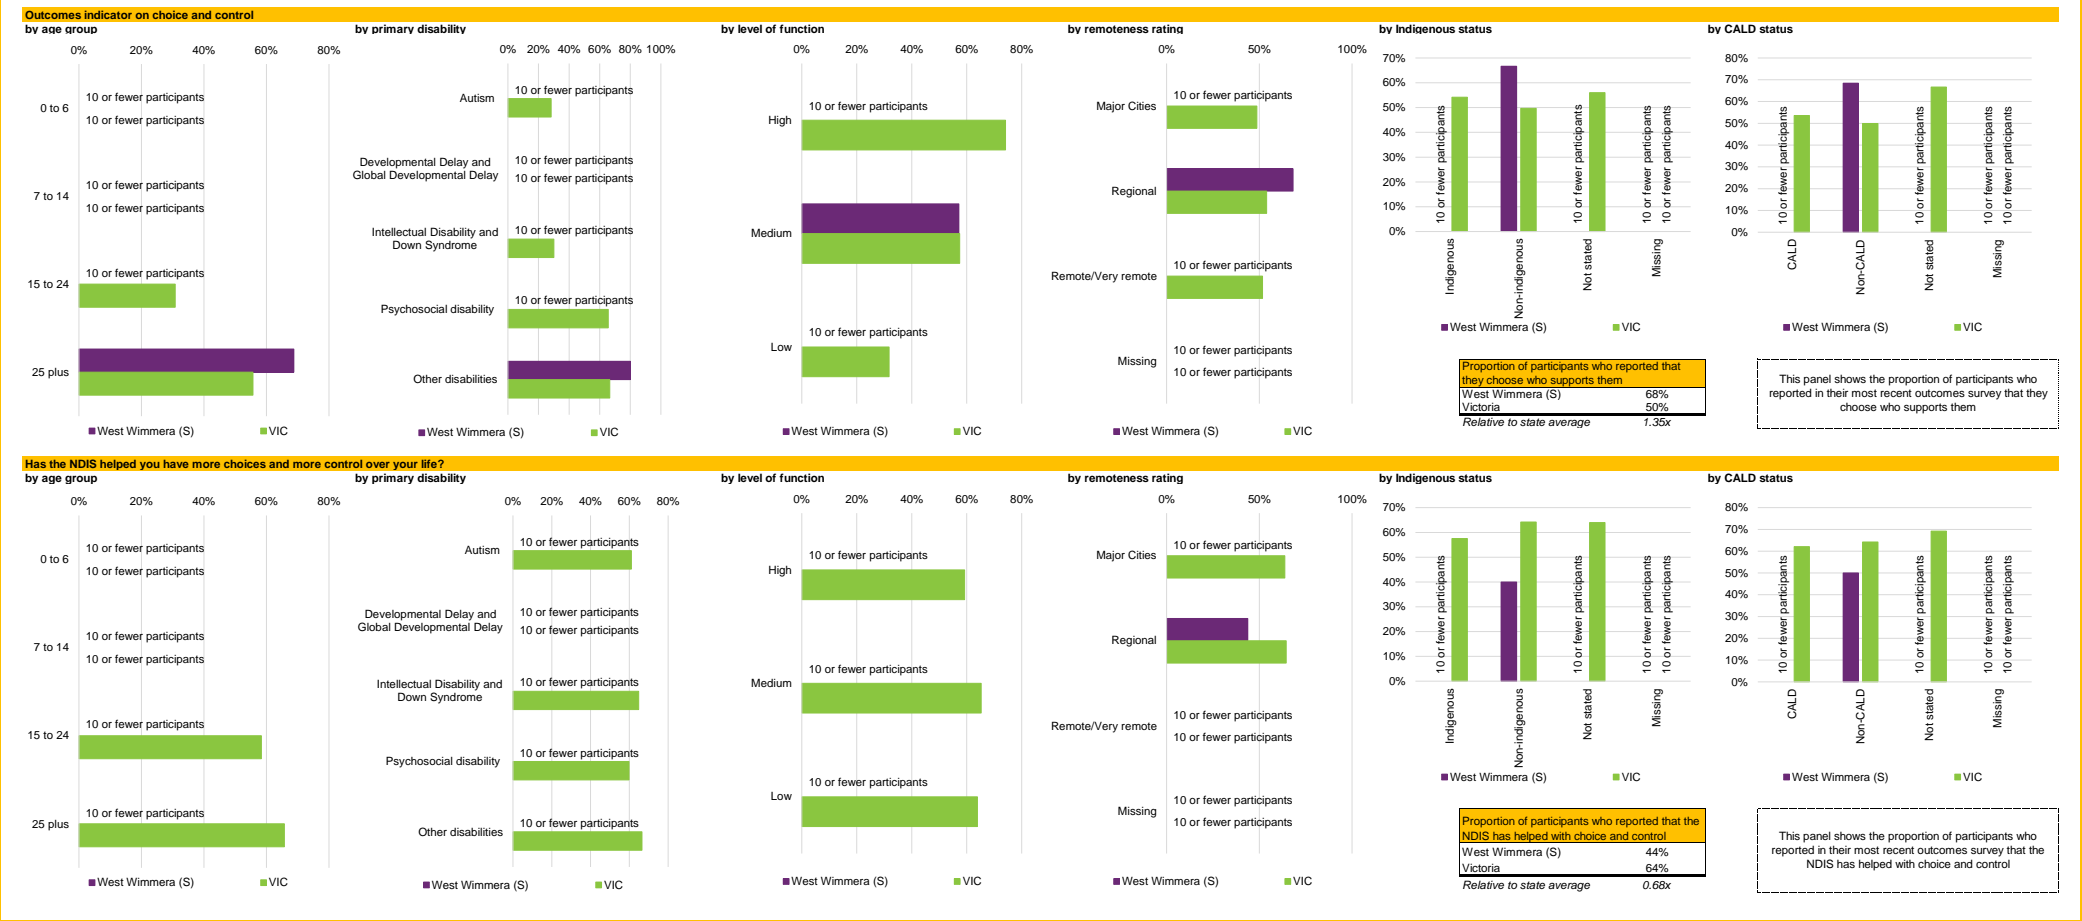 Outcomes indicator on choice and control
by age group
0% 20% 40% 60% 80%
0 to 6
10 or fewer participants
10 or fewer participants
7 to 14
10 or fewer participants
10 or fewer participants
15 to 24
10 or fewer participants
25 plus
West Wimmera (S) VIC
by primary disability
0% 20% 40% 60% 80% 100%
Autism
10 or fewer participants
Developmental Delay and
Global Developmental Delay
10 or fewer participants
10 or fewer participants
Intellectual Disability and
Down Syndrome
10 or fewer participants
Psychosocial disability
10 or fewer participants
Other disabilities
West Wimmera (S) VIC
by level of function
0% 20% 40% 60% 80%
High
10 or fewer participants
Medium
Low
10 or fewer participants
West Wimmera (S) VIC
by remoteness rating
0% 50% 100%
Major Cities
10 or fewer participants
Regional
Remote/Very remote
10 or fewer participants
Missing
10 or fewer participants
10 or fewer participants
West Wimmera (S) VIC
by Indigenous status
70%
60%
50%
40%
30%
20%
10%
0%
10 or fewer participants
10 or fewer participants
10 or fewer participants
10 or fewer participants
Indigenous
Non-indigenous
Not stated
Missing
West Wimmera (S) VIC
by CALD status
80%
70%
60%
50%
40%
30%
20%
10%
0%
10 or fewer participants
10 or fewer participants
10 or fewer participants
10 or fewer participants
CALD
Non-CALD
Not stated
Missing
West Wimmera (S) VIC
Proportion of participants who reported that
they choose who supports them
West Wimmera (S) 68%
Victoria 50%
Relative to state average 1.35x
This panel shows the proportion of participants who
reported in their most recent outcomes survey that they
choose who supports them
Has the NDIS helped you have more choices and more control over your life?
by age group
0% 20% 40% 60% 80%
0 to 6
10 or fewer participants
10 or fewer participants
7 to 14
10 or fewer participants
10 or fewer participants
15 to 24
10 or fewer participants
25 plus
10 or fewer participants
West Wimmera (S) VIC
by primary disability
0% 20% 40% 60% 80%
Autism
10 or fewer participants
Developmental Delay and
Global Developmental Delay
10 or fewer participants
10 or fewer participants
Intellectual Disability and
Down Syndrome
10 or fewer participants
Psychosocial disability
10 or fewer participants
Other disabilities
10 or fewer participants
West Wimmera (S) VIC
by level of function
0% 20% 40% 60% 80%
High
10 or fewer participants
Medium
10 or fewer participants
Low
10 or fewer participants
West Wimmera (S) VIC
by remoteness rating
0% 50% 100%
Major Cities
10 or fewer participants
Regional
Remote/Very remote
10 or fewer participants
10 or fewer participants
Missing
10 or fewer participants
10 or fewer participants
West Wimmera (S) VIC
by Indigenous status
70%
60%
50%
40%
30%
20%
10%
0%
10 or fewer participants
10 or fewer participants
10 or fewer participants
10 or fewer participants
Indigenous
Non-indigenous
Not stated
Missing
West Wimmera (S) VIC
by CALD status
80%
70%
60%
50%
40%
30%
20%
10%
0%
10 or fewer participants
10 or fewer participants
10 or fewer participants
10 or fewer participants
CALD
Non-CALD
Not stated
Missing
West Wimmera (S) VIC
Proportion of participants who reported that the
NDIS has helped with choice and control
West Wimmera (S) 44%
Victoria 64%
Relative to state average 0.68x
This panel shows the proportion of participants who
reported in their most recent outcomes survey that the
NDIS has helped with choice and control